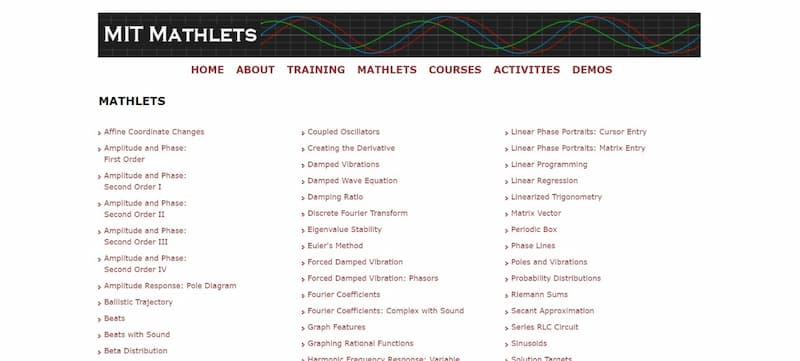 MIT MATHLETS
HOME ABOUT TRAINING MATHLETS COURSES ACTIVITIES DEMOS
MATHLETS
Affine Coordinate Changes
Amplitude and Phase:
First Order
Amplitude and Phase:
Second Order I
Amplitude and Phase:
Second Order II
Amplitude and Phase:
Second Order III
Amplitude and Phase:
Second Order IV
Amplitude Response: Pole Diagram
Ballistic Trajectory
Beats
Beats with Sound
Beta Distribution
Coupled Oscillators
Creating the Derivative
Damped Vibrations
Damped Wave Equation
Damping Ratio
Discrete Fourier Transform
Eigenvalue Stability
Euler's Method
Forced Damped Vibration
Forced Damped Vibration: Phasors
Fourier Coefficients
Fourier Coefficients: Complex with Sound
Graph Features
Graphing Rational Functions
Harmonic Frequency Response: Variable
Linear Phase Portraits: Cursor Entry
Linear Phase Portraits: Matrix Entry
Linear Programming
Linear Regression
Linearized Trigonometry
Matrix Vector
Periodic Box
Phase Lines
Poles and Vibrations
Probability Distributions
Riemann Sums
Secant Approximation
Series RLC Circuit
Sinusoids
Solution Targets